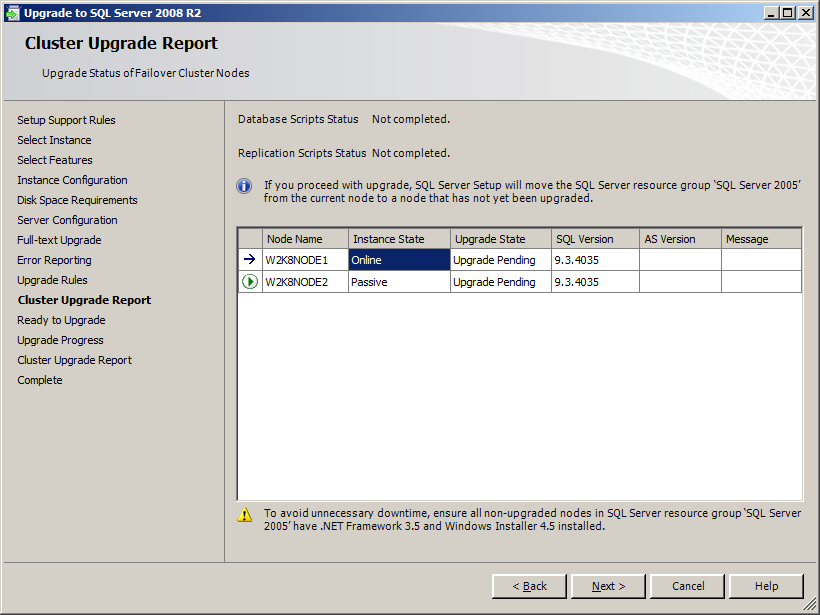 Upgrade to SQL Server 2008 R2
Cluster Upgrade Report
Upgrade Status of Failover Cluster Nodes
Setup Support Rules
Select Instance
Select Features
Instance Configuration
Disk Space Requirements
Server Configuration
Full-text Upgrade
Error Reporting
Upgrade Rules
Cluster Upgrade Report
Ready to Upgrade
Upgrade Progress
Cluster Upgrade Report
Complete
Database Scripts Status Not completed.
Replication Scripts Status Not completed.
If you proceed with upgrade, SQL Server Setup will move the SQL Server resource group 'SQL Server 2005'
from the current node to a node that has not yet been upgraded.
Node Name Instance State Upgrade State SQL Version AS Version Message
W2K8NODE1 Online Upgrade Pending 9.3.4035
W2K8NODE2 Passive Upgrade Pending 9.3.4035
To avoid unnecessary downtime, ensure all non-upgraded nodes in SQL Server resource group 'SQL Server
2005' have .NET Framework 3.5 and Windows Installer 4.5 installed.
< Back Next > Cancel Help